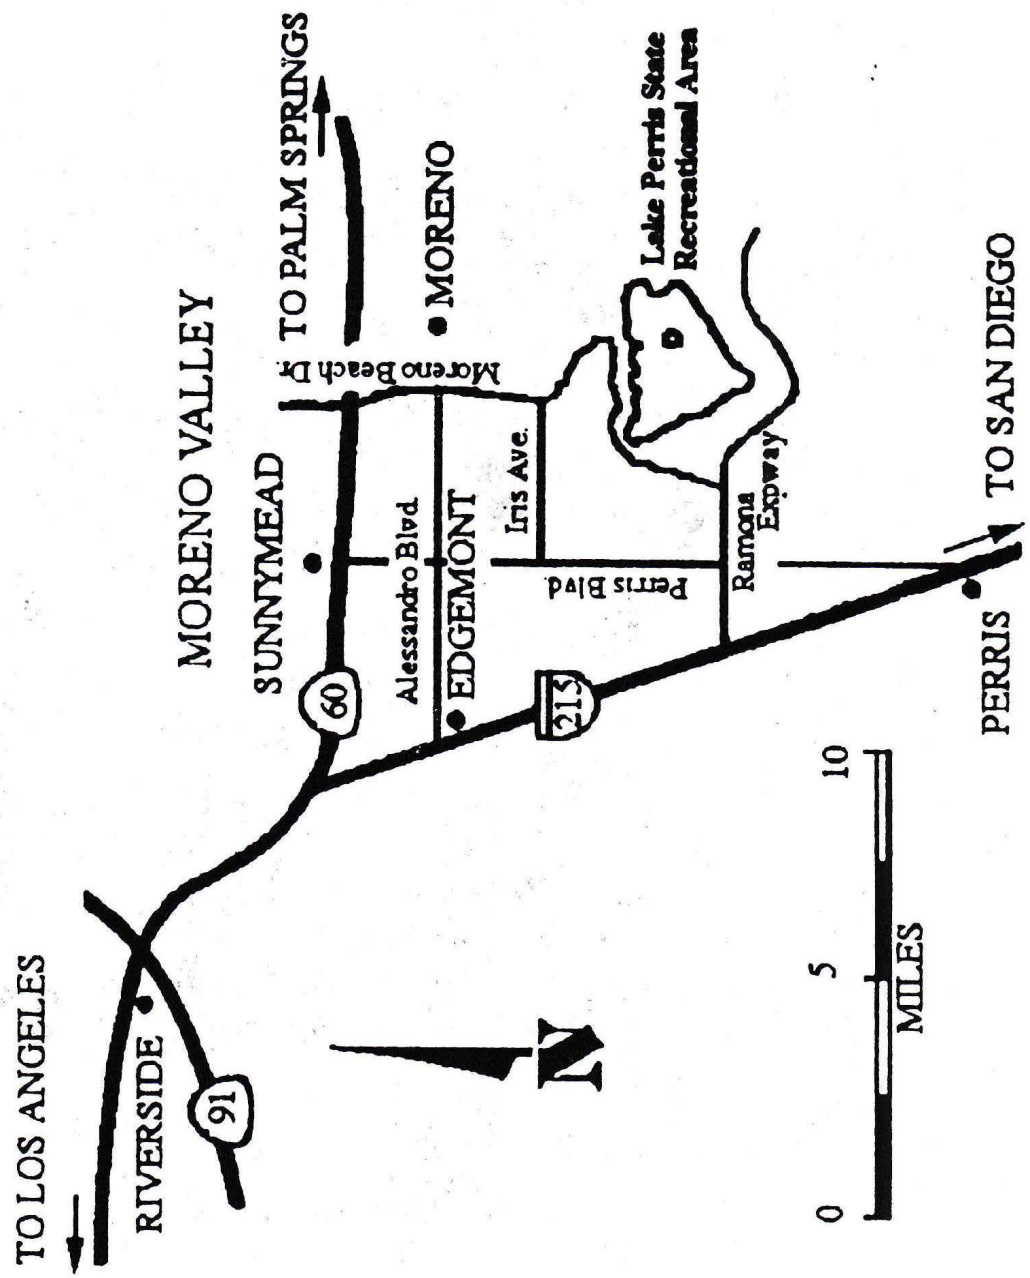 TO LOS ANGELES
RIVERSIDE
91
MORENO VALLEY
SUNNYMEAD
TO PALM SPRINGS
60
Moreno Beach Dr.
MORENO
Alessandro Blvd.
EDGEMONT
Iris Ave.
215
Perris Blvd.
Lake Perris State
Recreational Area
Ramona
Expway
PERRIS
TO SAN DIEGO
N
0
5
10
MILES